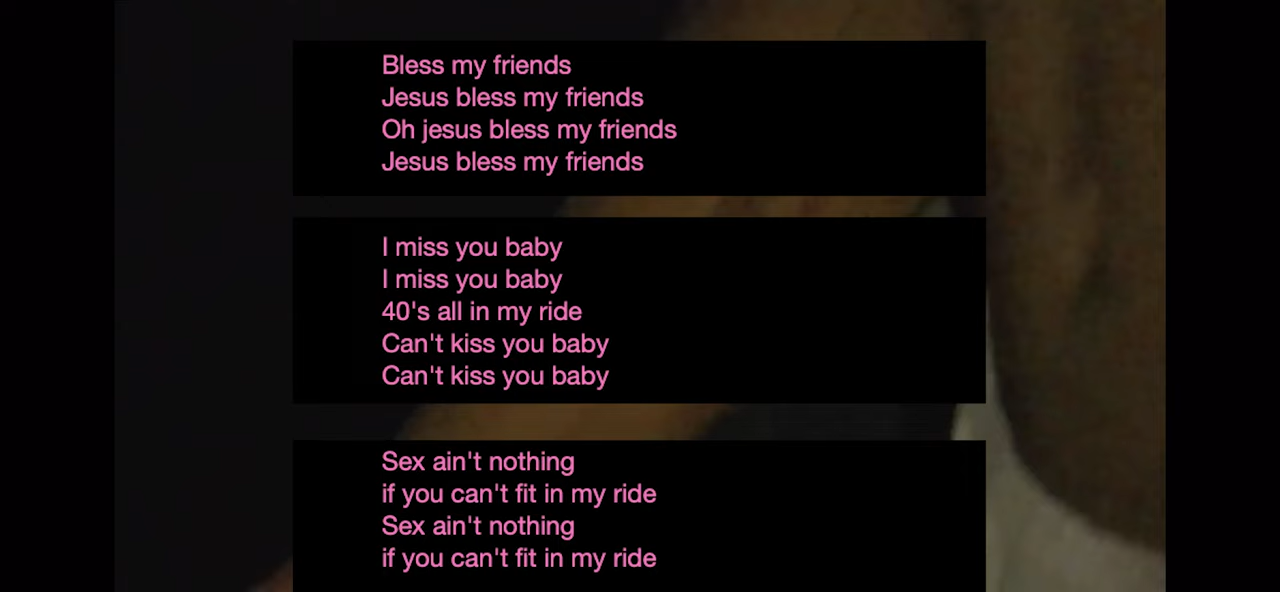 Bless my friends
Jesus bless my friends
Oh jesus bless my friends
Jesus bless my friends
I miss you baby
I miss you baby
40's all in my ride
Can't kiss you baby
Can't kiss you baby
Sex ain't nothing
if you can't fit in my ride
Sex ain't nothing
if you can't fit in my ride